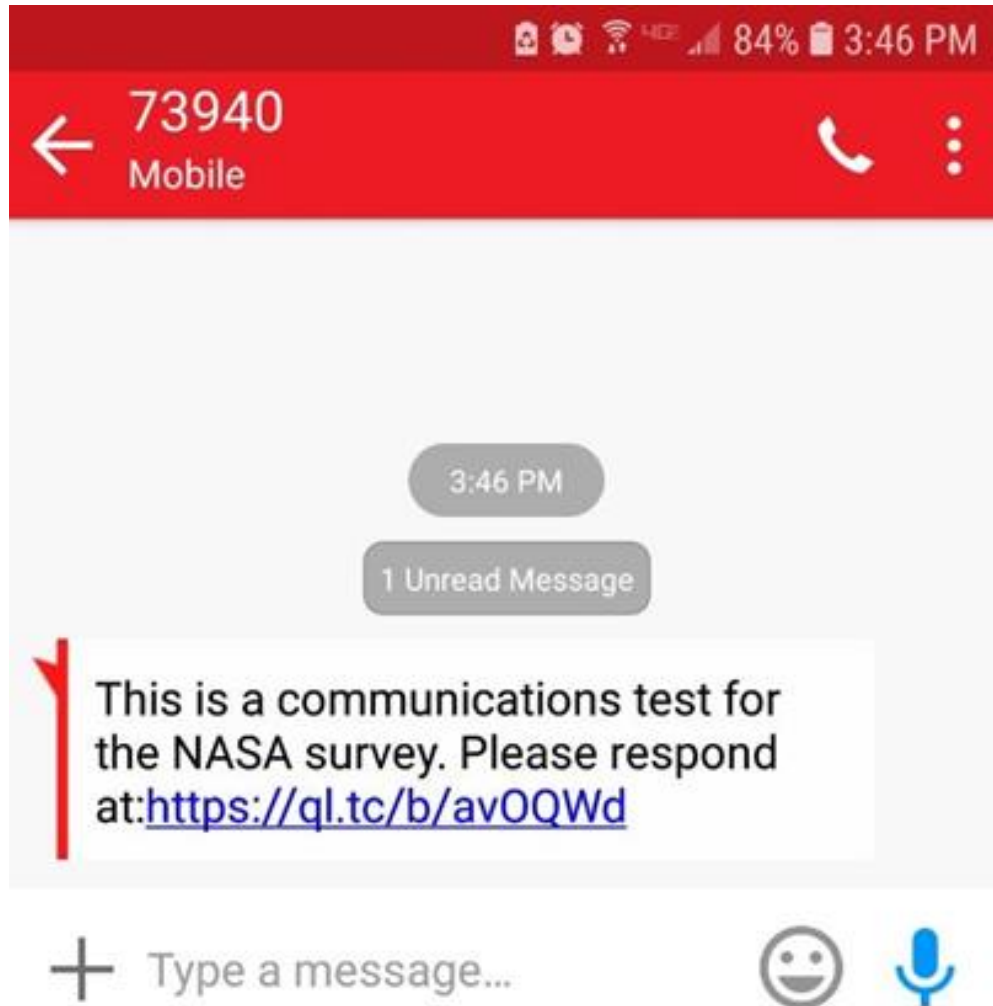 84% 3:46 PM
73940
Mobile
3:46 PM
1 Unread Message
This is a communications test for
the NASA survey. Please respond
at:https://ql.tc/b/avOQWd
Type a message...